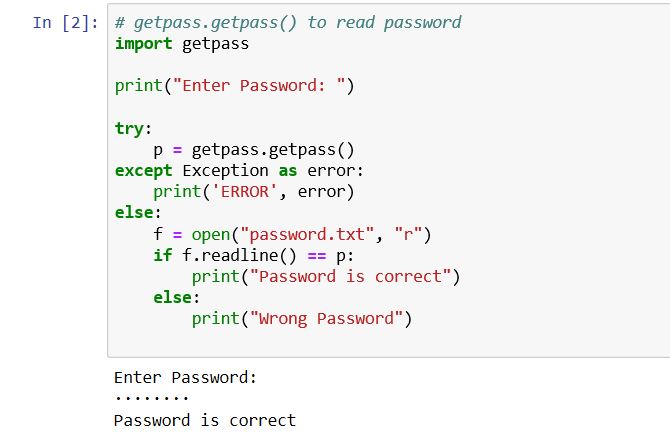 In [2]: # getpass.getpass() to read password
import getpass
print("Enter Password: ")
try:
p = getpass.getpass()
except Exception as error:
print('ERROR', error)
else:
f = open("password.txt", "r")
if f.readline() == p:
print("Password is correct")
else:
print("Wrong Password")
Enter Password:
········
Password is correct